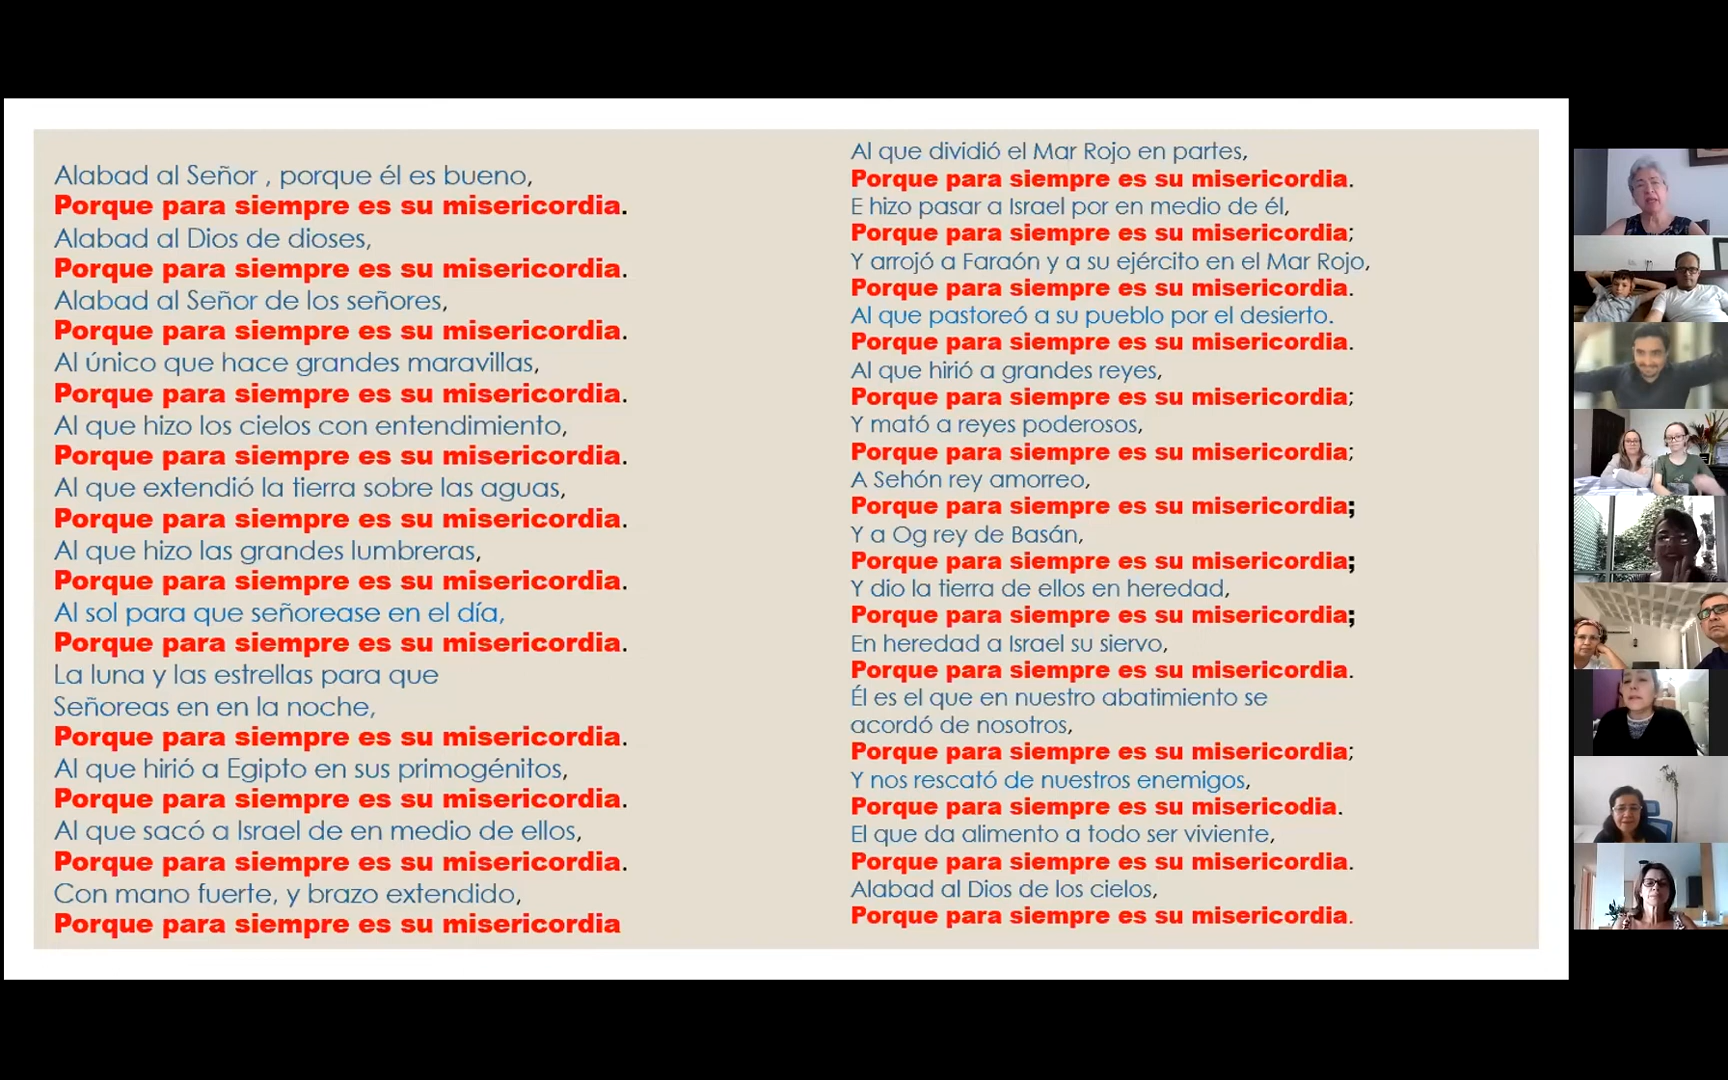 Alabad al Señor , porque él es bueno,
Porque para siempre es su misericordia.
Alabad al Dios de dioses,
Porque para siempre es su misericordia.
Alabad al Señor de los señores,
Porque para siempre es su misericordia.
Al único que hace grandes maravillas,
Porque para siempre es su misericordia.
Al que hizo los cielos con entendimiento,
Porque para siempre es su misericordia.
Al que extendió la tierra sobre las aguas,
Porque para siempre es su misericordia.
Al que hizo las grandes lumbreras,
Porque para siempre es su misericordia.
Al sol para que señorease en el día,
Porque para siempre es su misericordia.
La luna y las estrellas para que
Señoreas en en la noche,
Porque para siempre es su misericordia.
Al que hirió a Egipto en sus primogénitos,
Porque para siempre es su misericordia.
Al que sacó a Israel de en medio de ellos,
Porque para siempre es su misericordia.
Con mano fuerte, y brazo extendido,
Porque para siempre es su misericordia
Al que dividió el Mar Rojo en partes,
Porque para siempre es su misericordia.
E hizo pasar a Israel por en medio de él,
Porque para siempre es su misericordia;
Y arrojó a Faraón y a su ejército en el Mar Rojo,
Porque para siempre es su misericordia.
Al que pastoreó a su pueblo por el desierto.
Porque para siempre es su misericordia.
Al que hirió a grandes reyes,
Porque para siempre es su misericordia;
Y mató a reyes poderosos,
Porque para siempre es su misericordia;
A Sehón rey amorreo,
Porque para siempre es su misericordia;
Y a Og rey de Basán,
Porque para siempre es su misericordia;
Y dio la tierra de ellos en heredad,
Porque para siempre es su misericordia;
En heredad a Israel su siervo,
Porque para siempre es su misericordia.
Él es el que en nuestro abatimiento se
acordó de nosotros,
Porque para siempre es su misericordia;
Y nos rescató de nuestros enemigos,
Porque para siempre es su misericodia.
El que da alimento a todo ser viviente,
Porque para siempre es su misericordia.
Alabad al Dios de los cielos,
Porque para siempre es su misericordia.